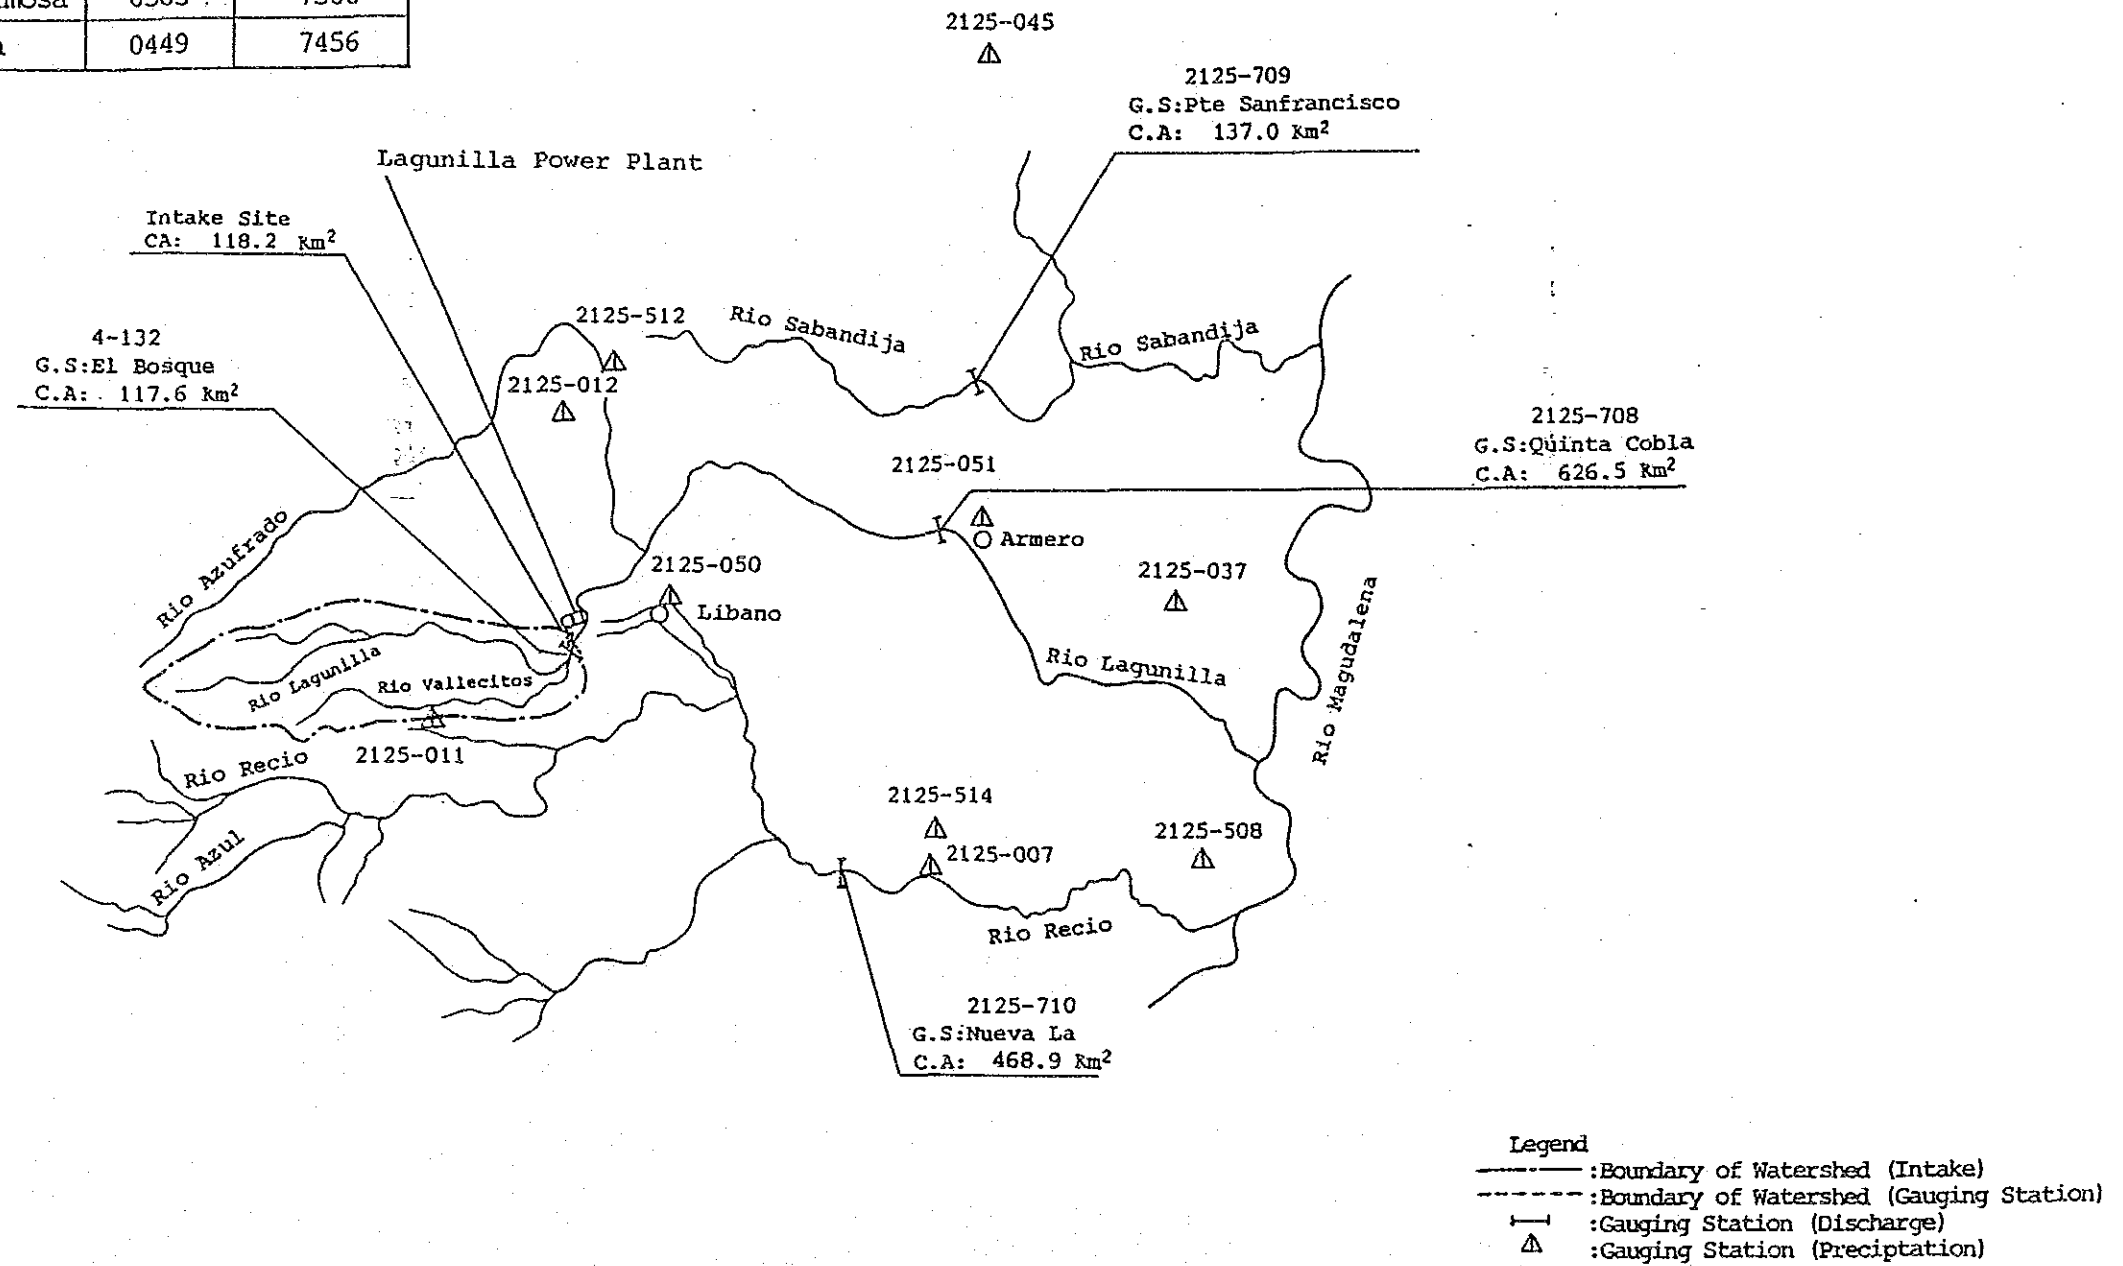 0449 7456
2125-045
2125-709
G.S:Pte Sanfrancisco
C.A: 137.0 Km²
Lagunilla Power Plant
Intake Site
CA: 118.2 Km²
4-132
G.S:El Bosque
C.A: 117.6 Km²
2125-512
Rio Sabandija
Rio Sabandija
2125-012
2125-708
G.S:Quinta Cobla
C.A: 626.5 Km²
2125-051
Armero
Rio Azufrado
2125-050
Libano
2125-037
Rio Magudalena
Rio Lagunilla
Rio Lagunilla
Rio Vallecitos
2125-011
Rio Recio
Rio Azul
2125-514
2125-007
2125-508
Rio Recio
2125-710
G.S:Nueva La
C.A: 468.9 Km²
Legend
:Boundary of Watershed (Intake)
:Boundary of Watershed (Gauging Station)
:Gauging Station (Discharge)
:Gauging Station (Preciptation)